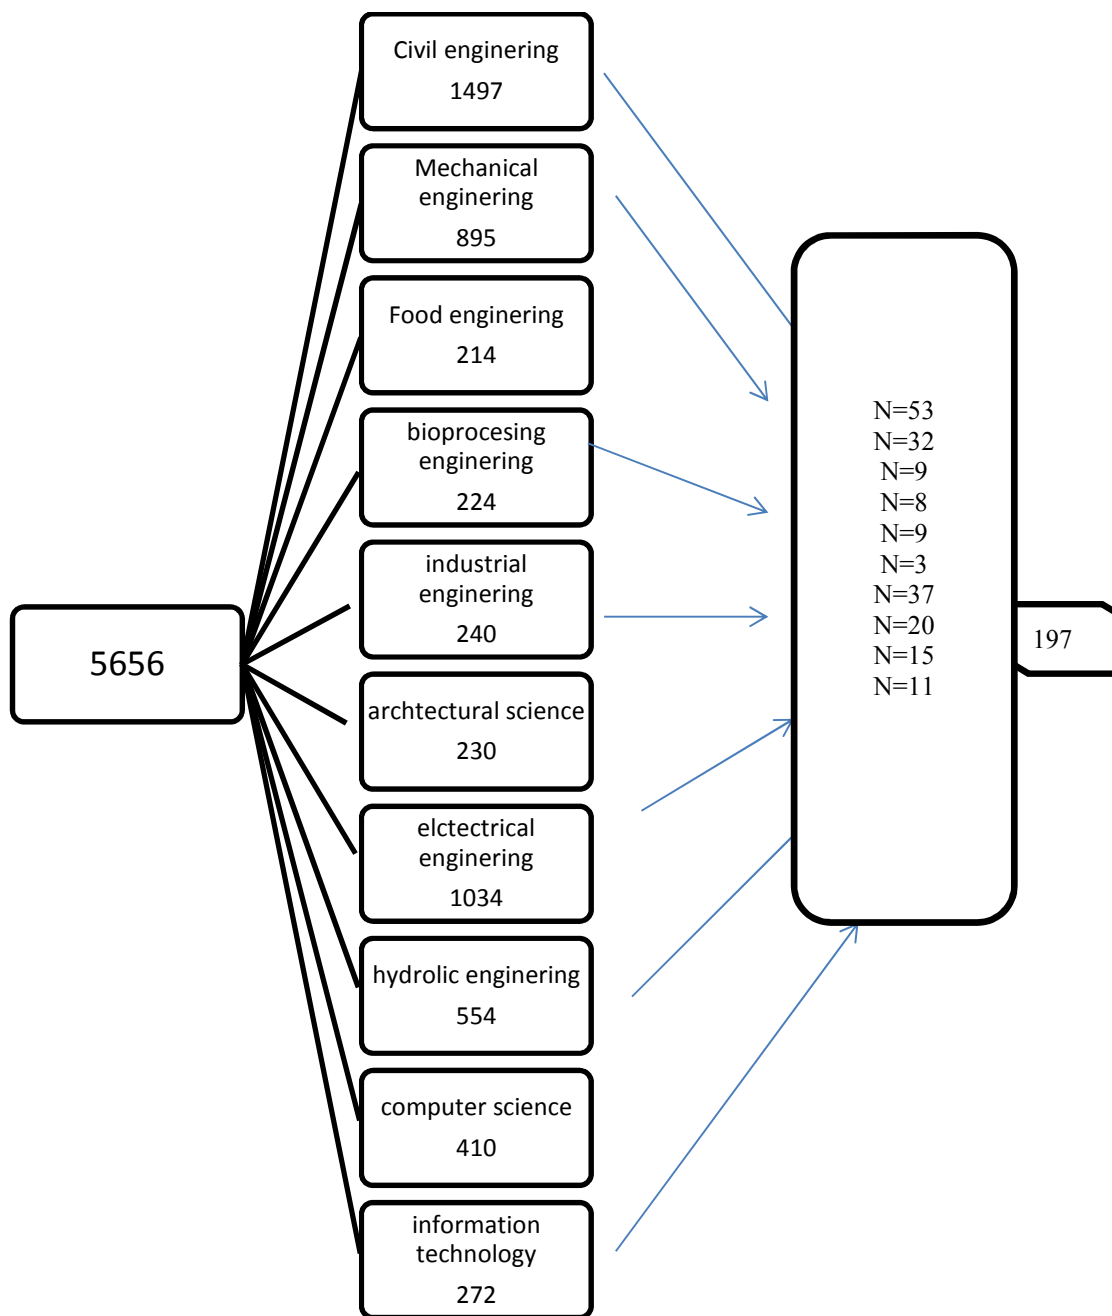 Civil enginering
1497
Mechanical
enginering
895
Food enginering
214
bioprocesing
enginering
224
industrial
enginering
240
archtectural science
230
elctectrical
enginering
1034
hydrolic enginering
554
computer science
410
information
technology
272
5656
N=53
N=32
N=9
N=8
N=9
N=3
N=37
N=20
N=15
N=11
197